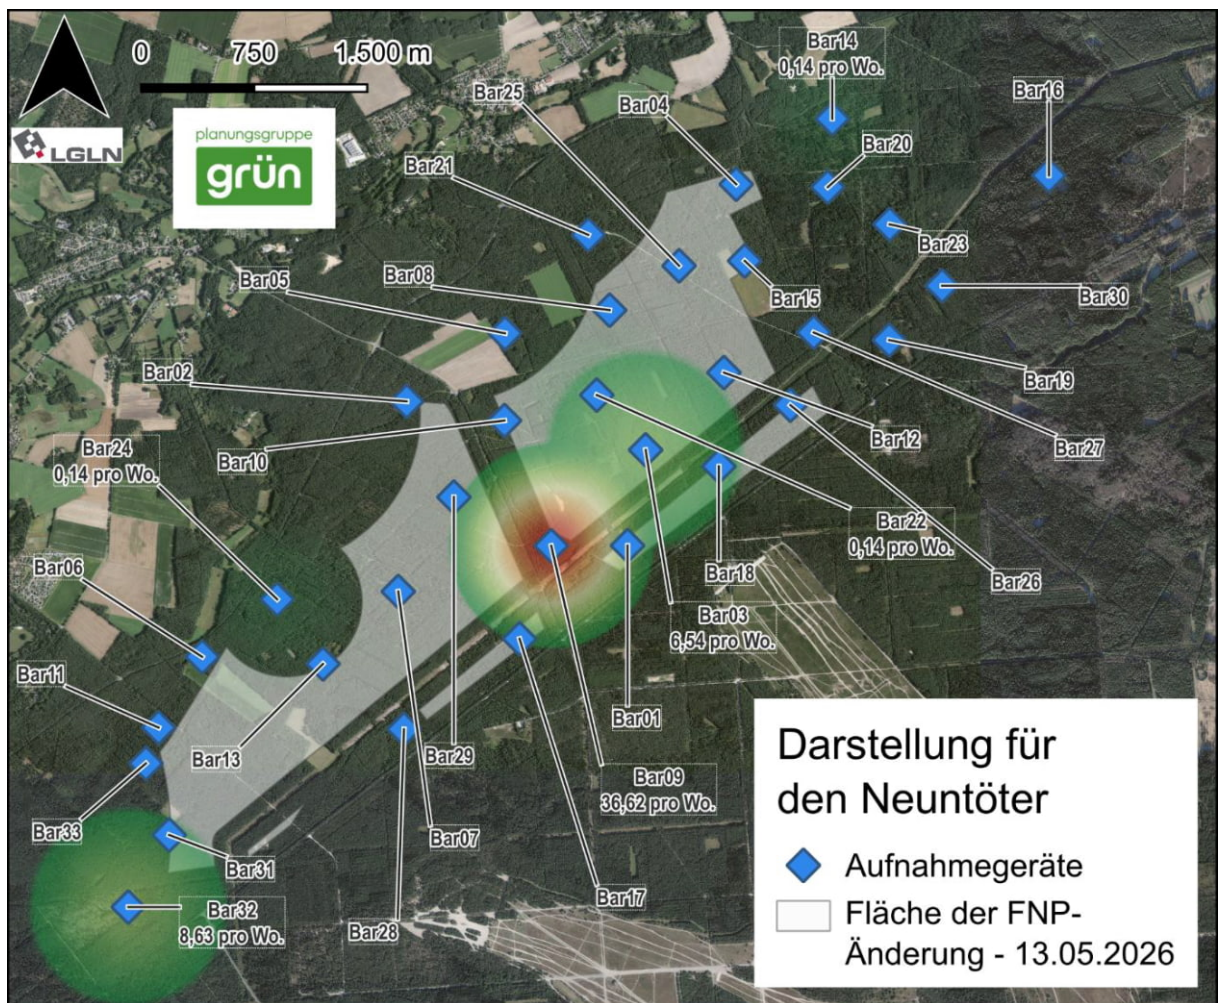 0 750 1.500 m
LGLN
planungsgruppe
grün
Bar14
0,14 pro Wo.
Bar25
Bar04
Bar16
Bar21
Bar20
Bar23
Bar05
Bar08
Bar15
Bar30
Bar02
Bar19
Bar24
0,14 pro Wo.
Bar10
Bar12
Bar27
Bar06
Bar22
0,14 pro Wo.
Bar18
Bar26
Bar03
6,54 pro Wo.
Bar11
Bar01
Bar13
Bar29
Bar09
36,62 pro Wo.
Bar33
Bar07
Bar31
Bar17
Bar32
8,63 pro Wo.
Bar28
Darstellung für
den Neuntöter
Aufnahmegeräte
Fläche der FNP-
Änderung - 13.05.2026